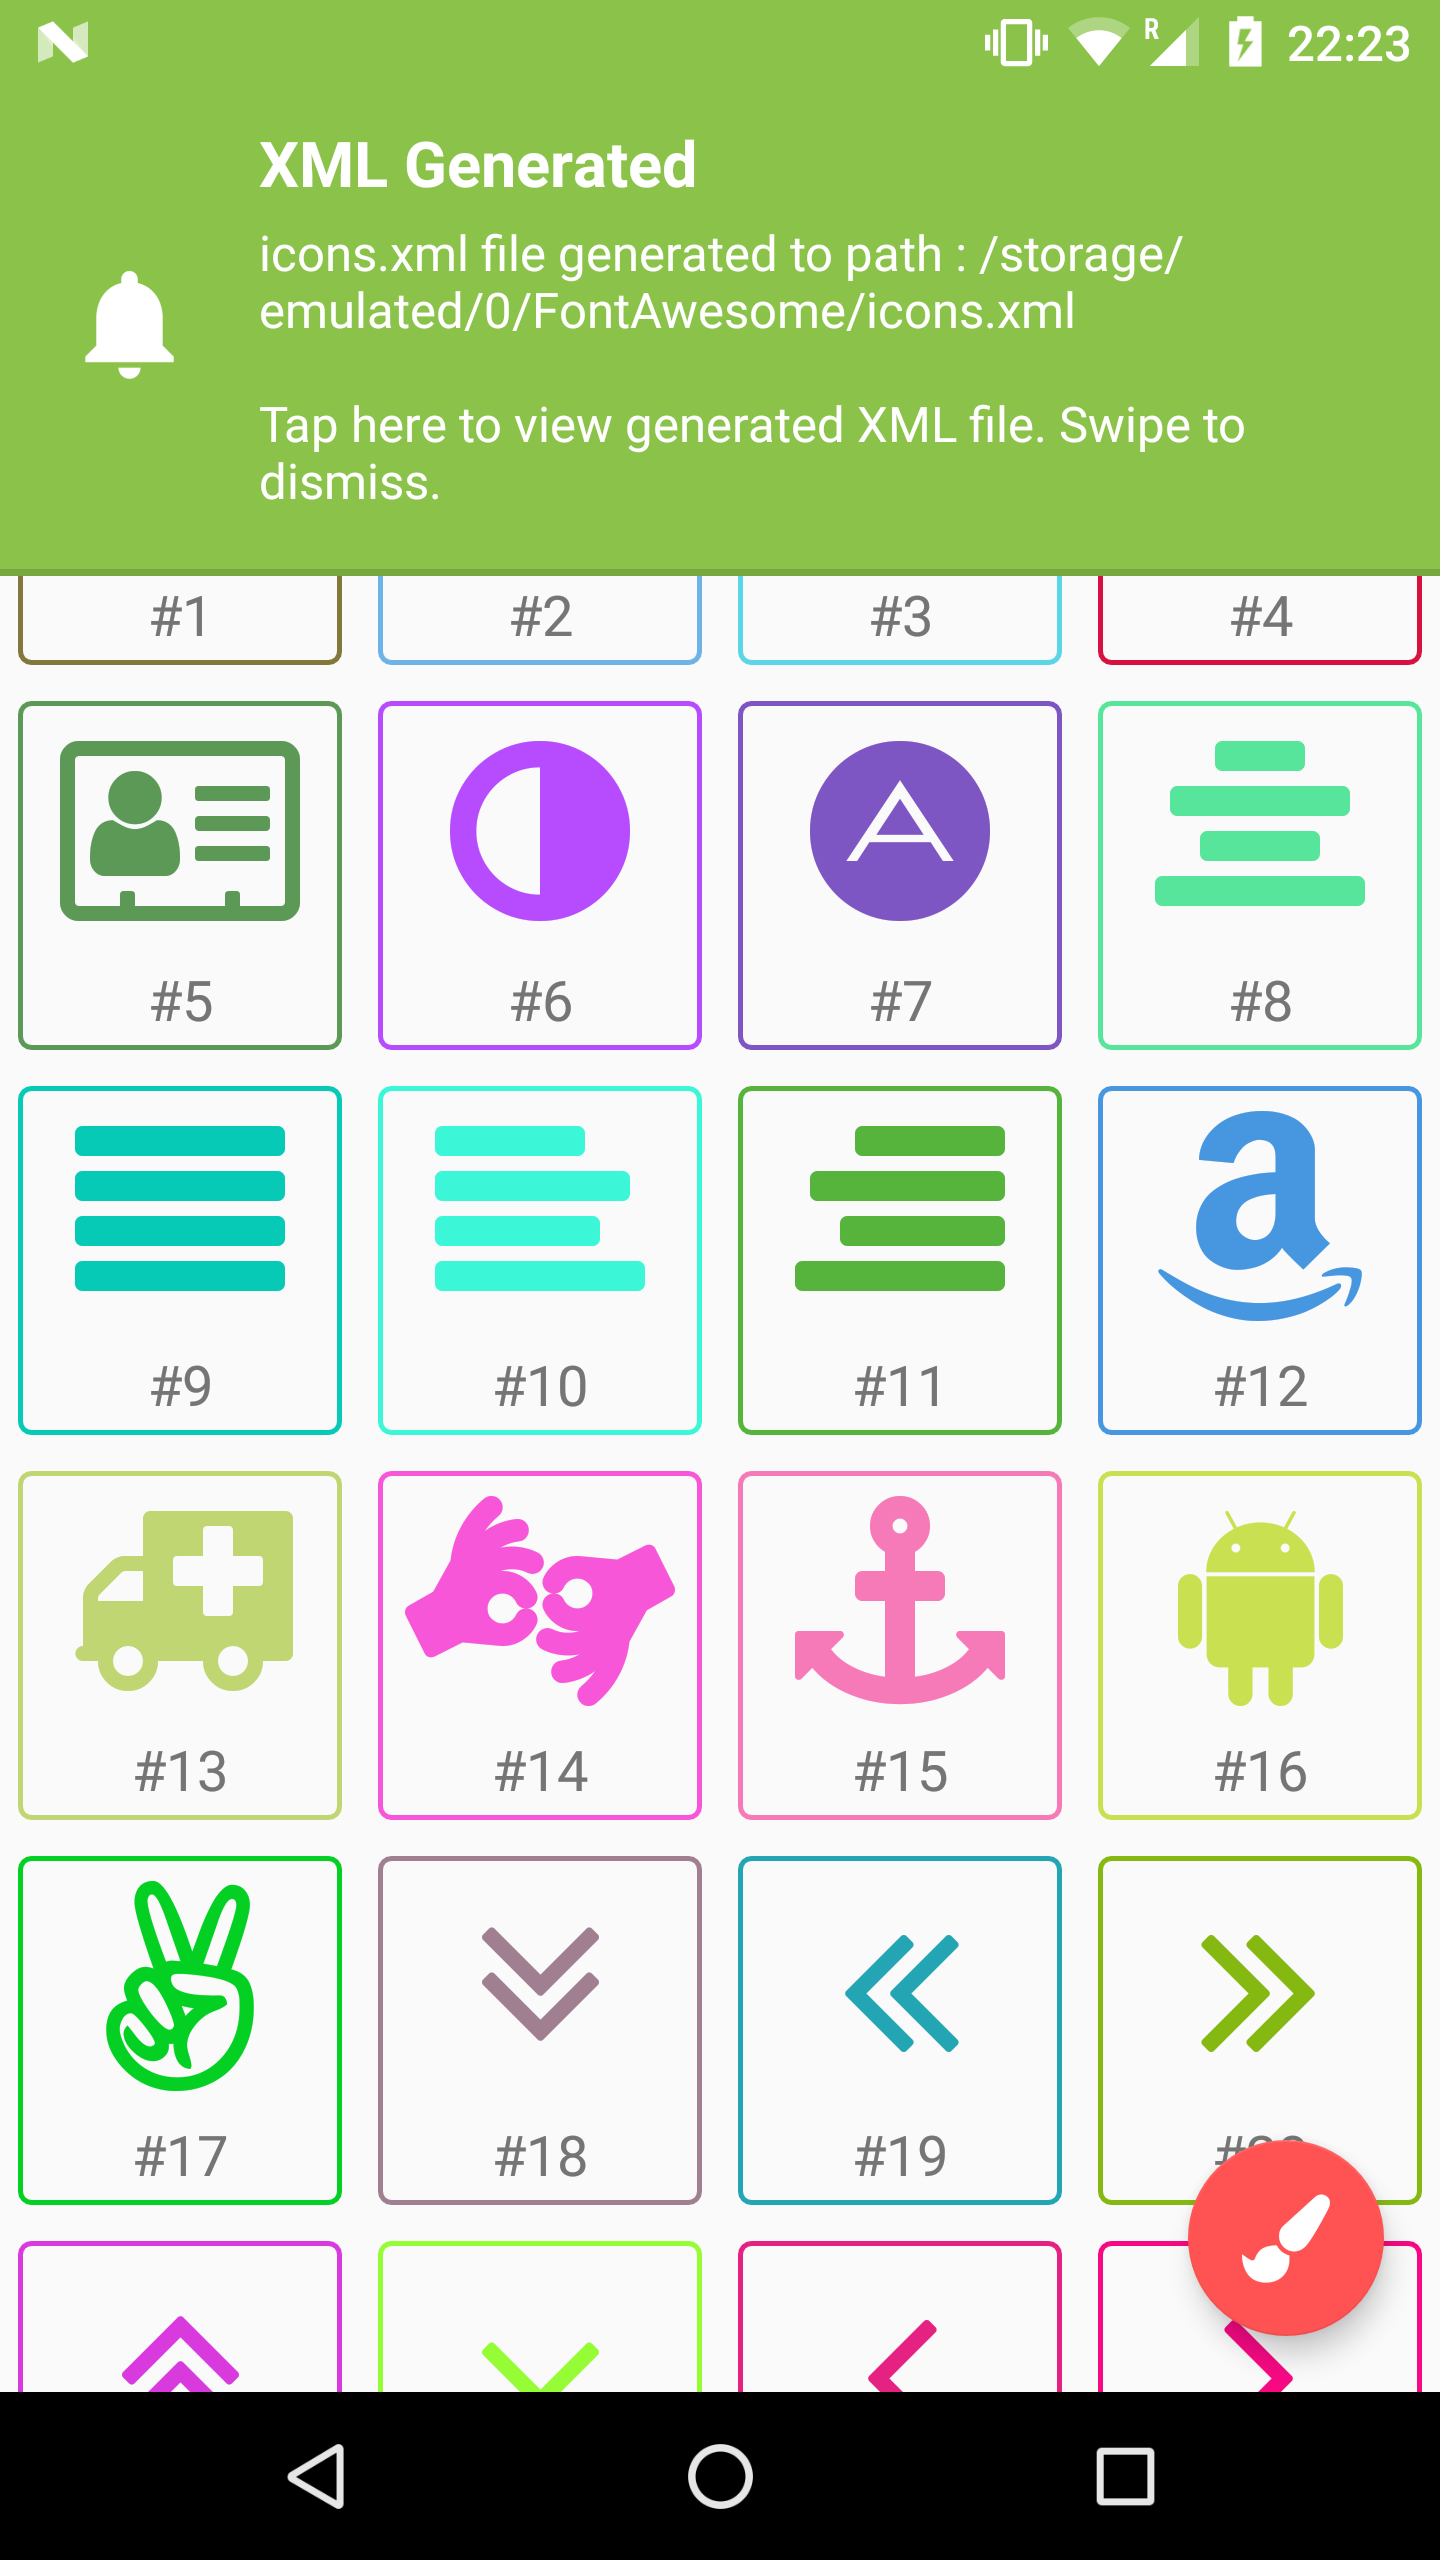 R 22:23
XML Generated
icons.xml file generated to path : /storage/
emulated/0/FontAwesome/icons.xml
Tap here to view generated XML file. Swipe to
dismiss.
#1 #2 #3 #4
#5 #6 #7 #8
#9 #10 #11 #12
#13 #14 #15 #16
#17 #18 #19